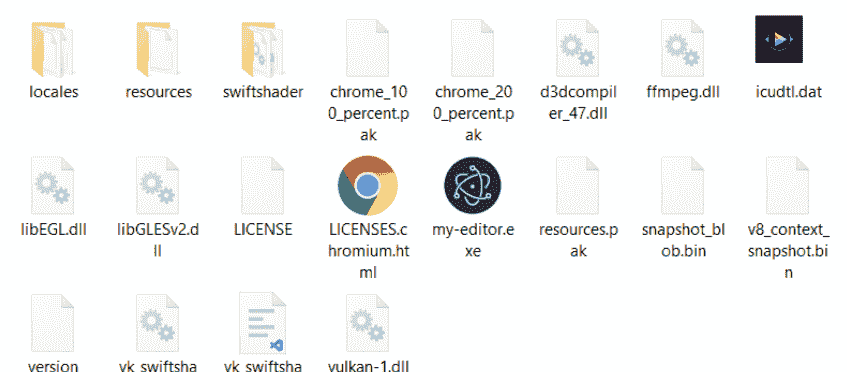 locales
resources
swiftshader
chrome_10
0_percent.p
ak
chrome_20
0_percent.p
ak
d3dcompil
er_47.dll
ffmpeg.dll
icudtl.dat
libEGL.dll
libGLESv2.d
ll
LICENSE
LICENSES.c
hromium.ht
ml
my-editor.e
xe
resources.p
ak
snapshot_bl
ob.bin
v8_context_
snapshot.bi
n
version
vk_swiftsha
vk_swiftsha
vulkan-1.dll